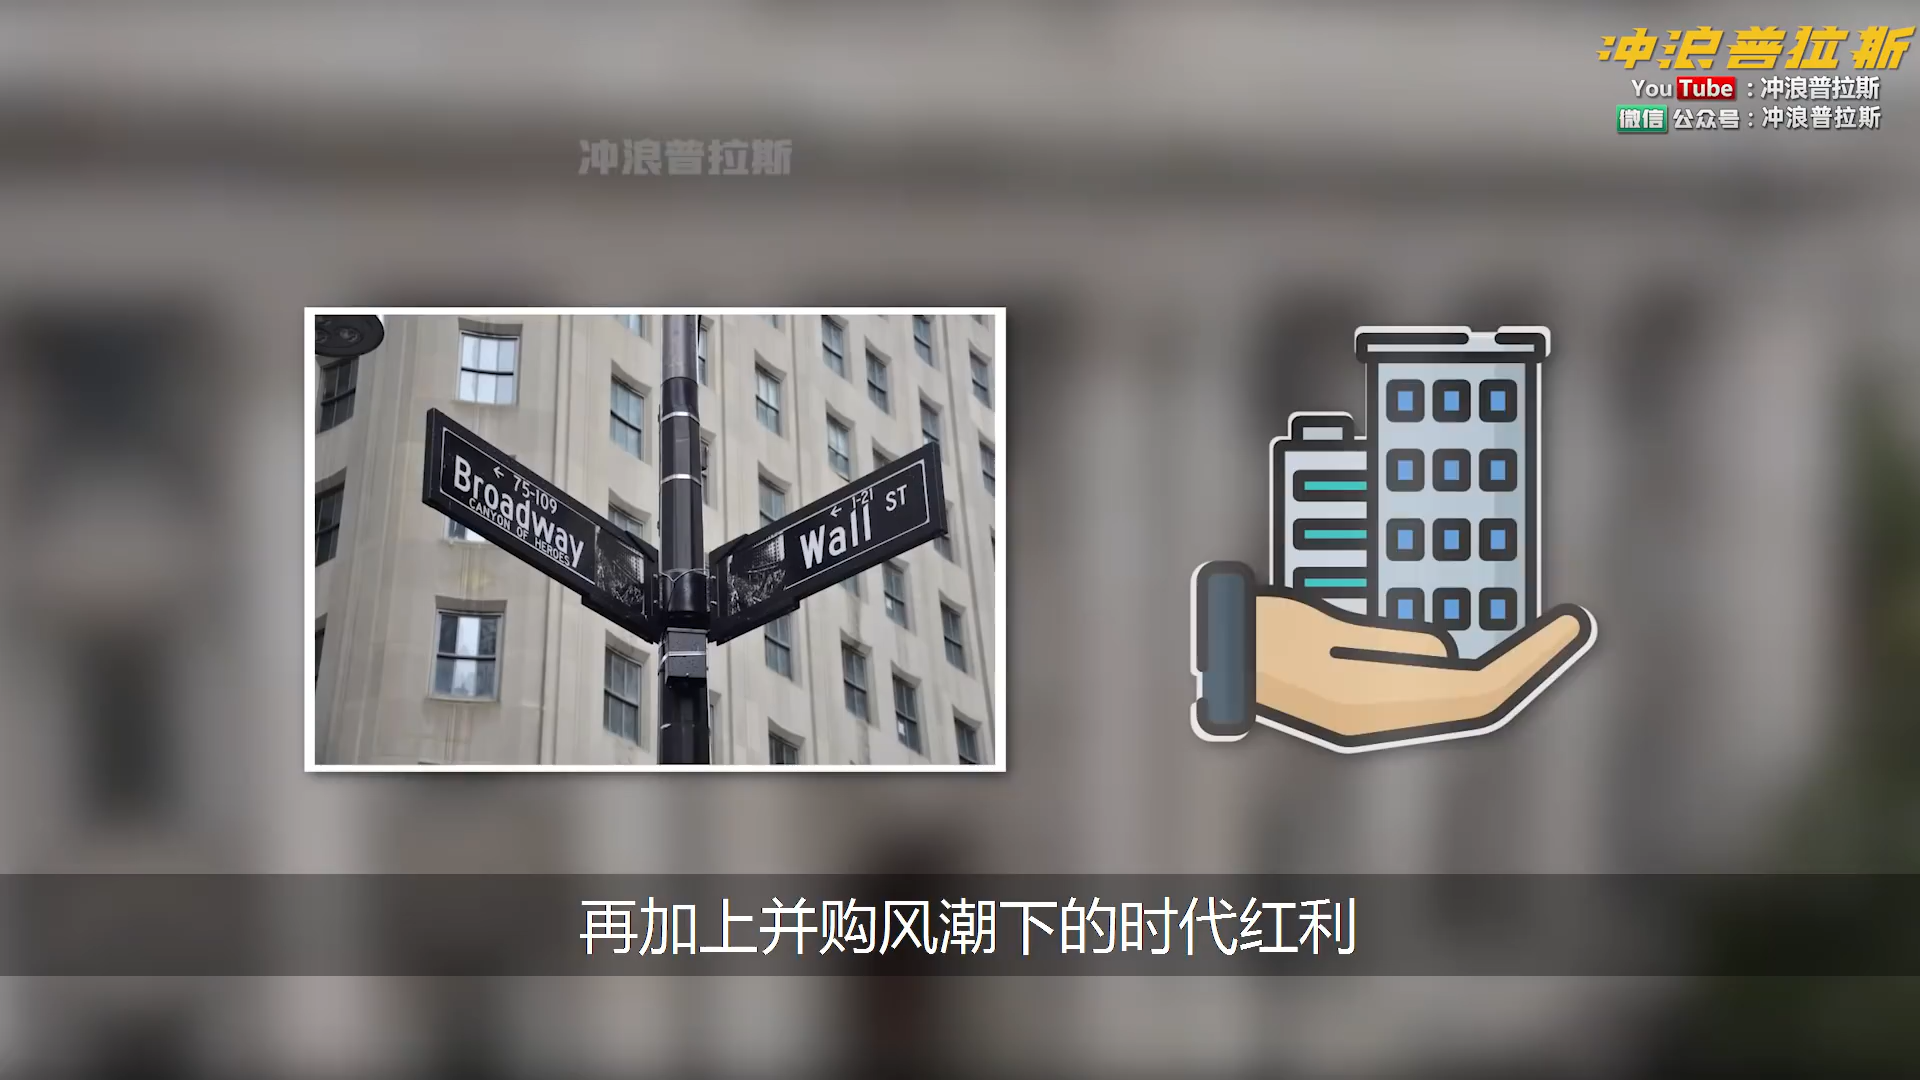 冲浪普拉斯
YouTube：冲浪普拉斯
微信公众号：冲浪普拉斯
冲浪普拉斯
← 75-109
Broadway
CANYON OF HEROES
← 1-21
Wall ST
再加上并购风潮下的时代红利